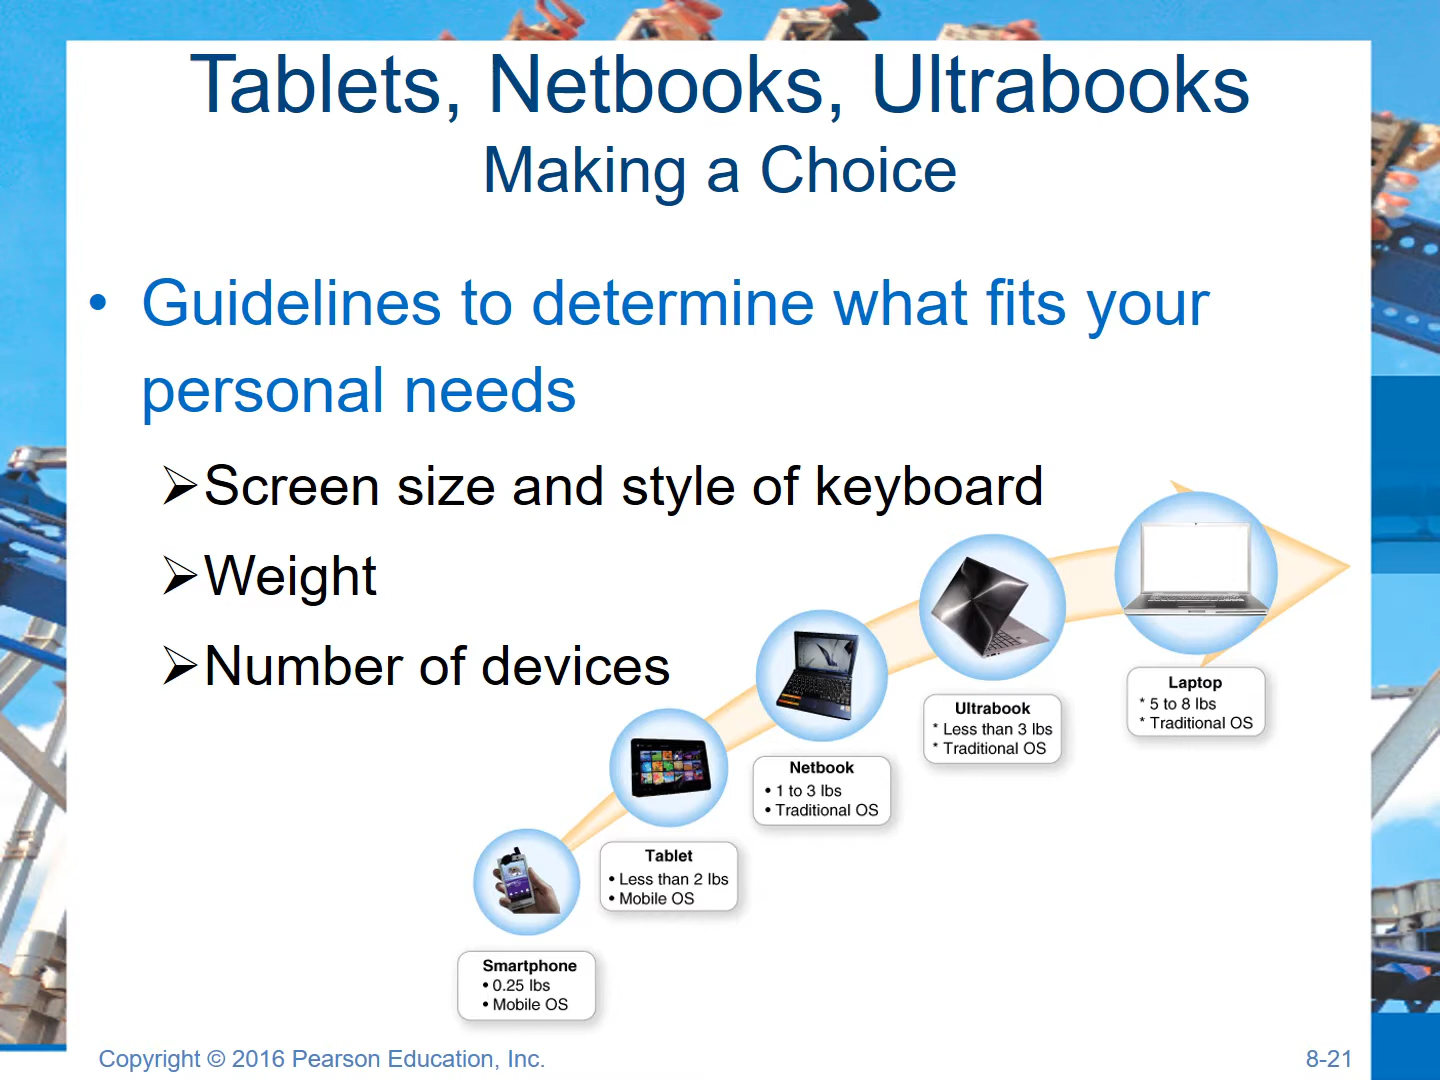 Tablets, Netbooks, Ultrabooks
Making a Choice
• Guidelines to determine what fits your
personal needs
➢Screen size and style of keyboard
➢Weight
➢Number of devices
Smartphone
• 0.25 lbs
• Mobile OS
Tablet
• Less than 2 lbs
• Mobile OS
Netbook
• 1 to 3 lbs
• Traditional OS
Ultrabook
* Less than 3 lbs
* Traditional OS
Laptop
* 5 to 8 lbs
* Traditional OS
Copyright © 2016 Pearson Education, Inc.
8-21